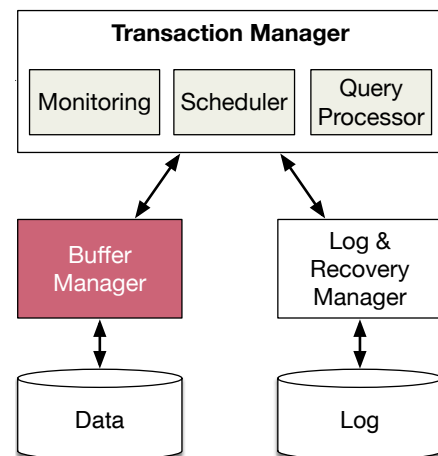 Transaction Manager
Monitoring
Scheduler
Query
Processor
Buffer
Manager
Log &
Recovery
Manager
Data
Log